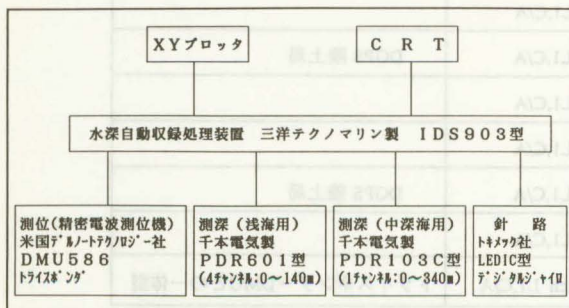 XYプロッタ
C R T
水深自動収録処理装置 三洋テクノマリン製 IDS903型
測位(精密電波測位機)
米国デルノートテクノロジー社
DMU586
トライスポンダ
測深(浅海用)
千本電気製
PDR601型
(4チャンネル:0~140m)
測深(中深海用)
千本電気製
PDR103C型
(1チャンネル:0~340m)
針 路
トキメック社
LEDIC型
デジタルジャイロ